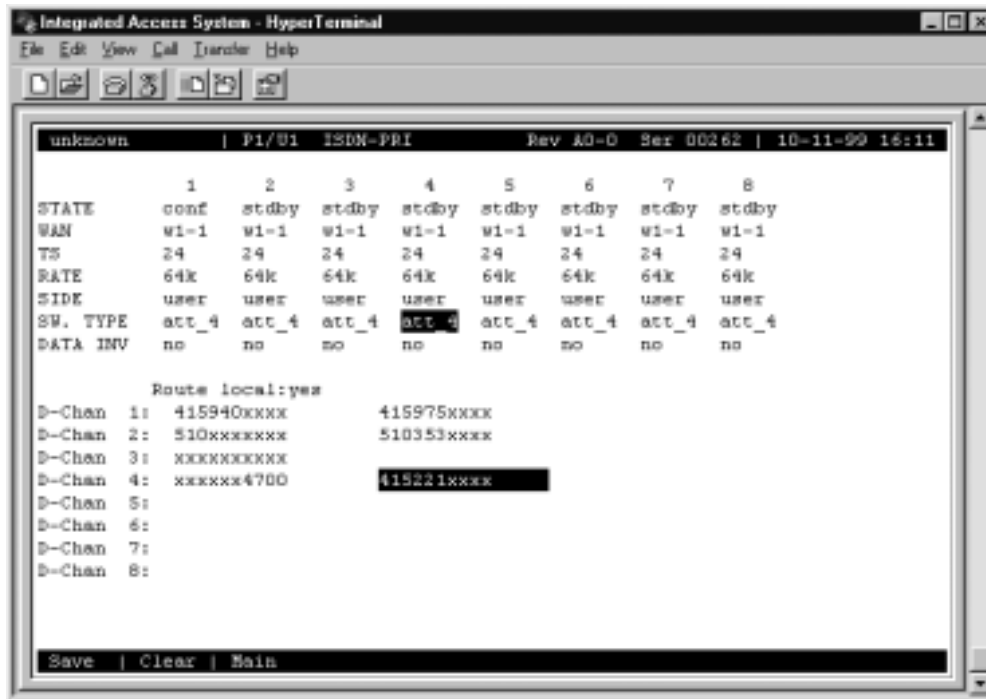 Integrated Access System - HyperTerminal
File Edit View Call Transfer Help
unknown | P1/U1 ISDN-PRI Rev A0-0 Ser 00262 | 10-11-99 16:11
1 2 3 4 5 6 7 8
STATE conf stdby stdby stdby stdby stdby stdby stdby
WAN w1-1 w1-1 w1-1 w1-1 w1-1 w1-1 w1-1 w1-1
TS 24 24 24 24 24 24 24 24
RATE 64k 64k 64k 64k 64k 64k 64k 64k
SIDE user user user user user user user user
SW. TYPE att_4 att_4 att_4 att_4 att_4 att_4 att_4 att_4
DATA INV no no no no no no no no
Route local:yes
D-Chan 1: 415940xxxx 415975xxxx
D-Chan 2: 510xxxxxxx 510353xxxx
D-Chan 3: xxxxxxxxxx
D-Chan 4: xxxxxx4700 415221xxxx
D-Chan 5:
D-Chan 6:
D-Chan 7:
D-Chan 8:
Save | Clear | Main